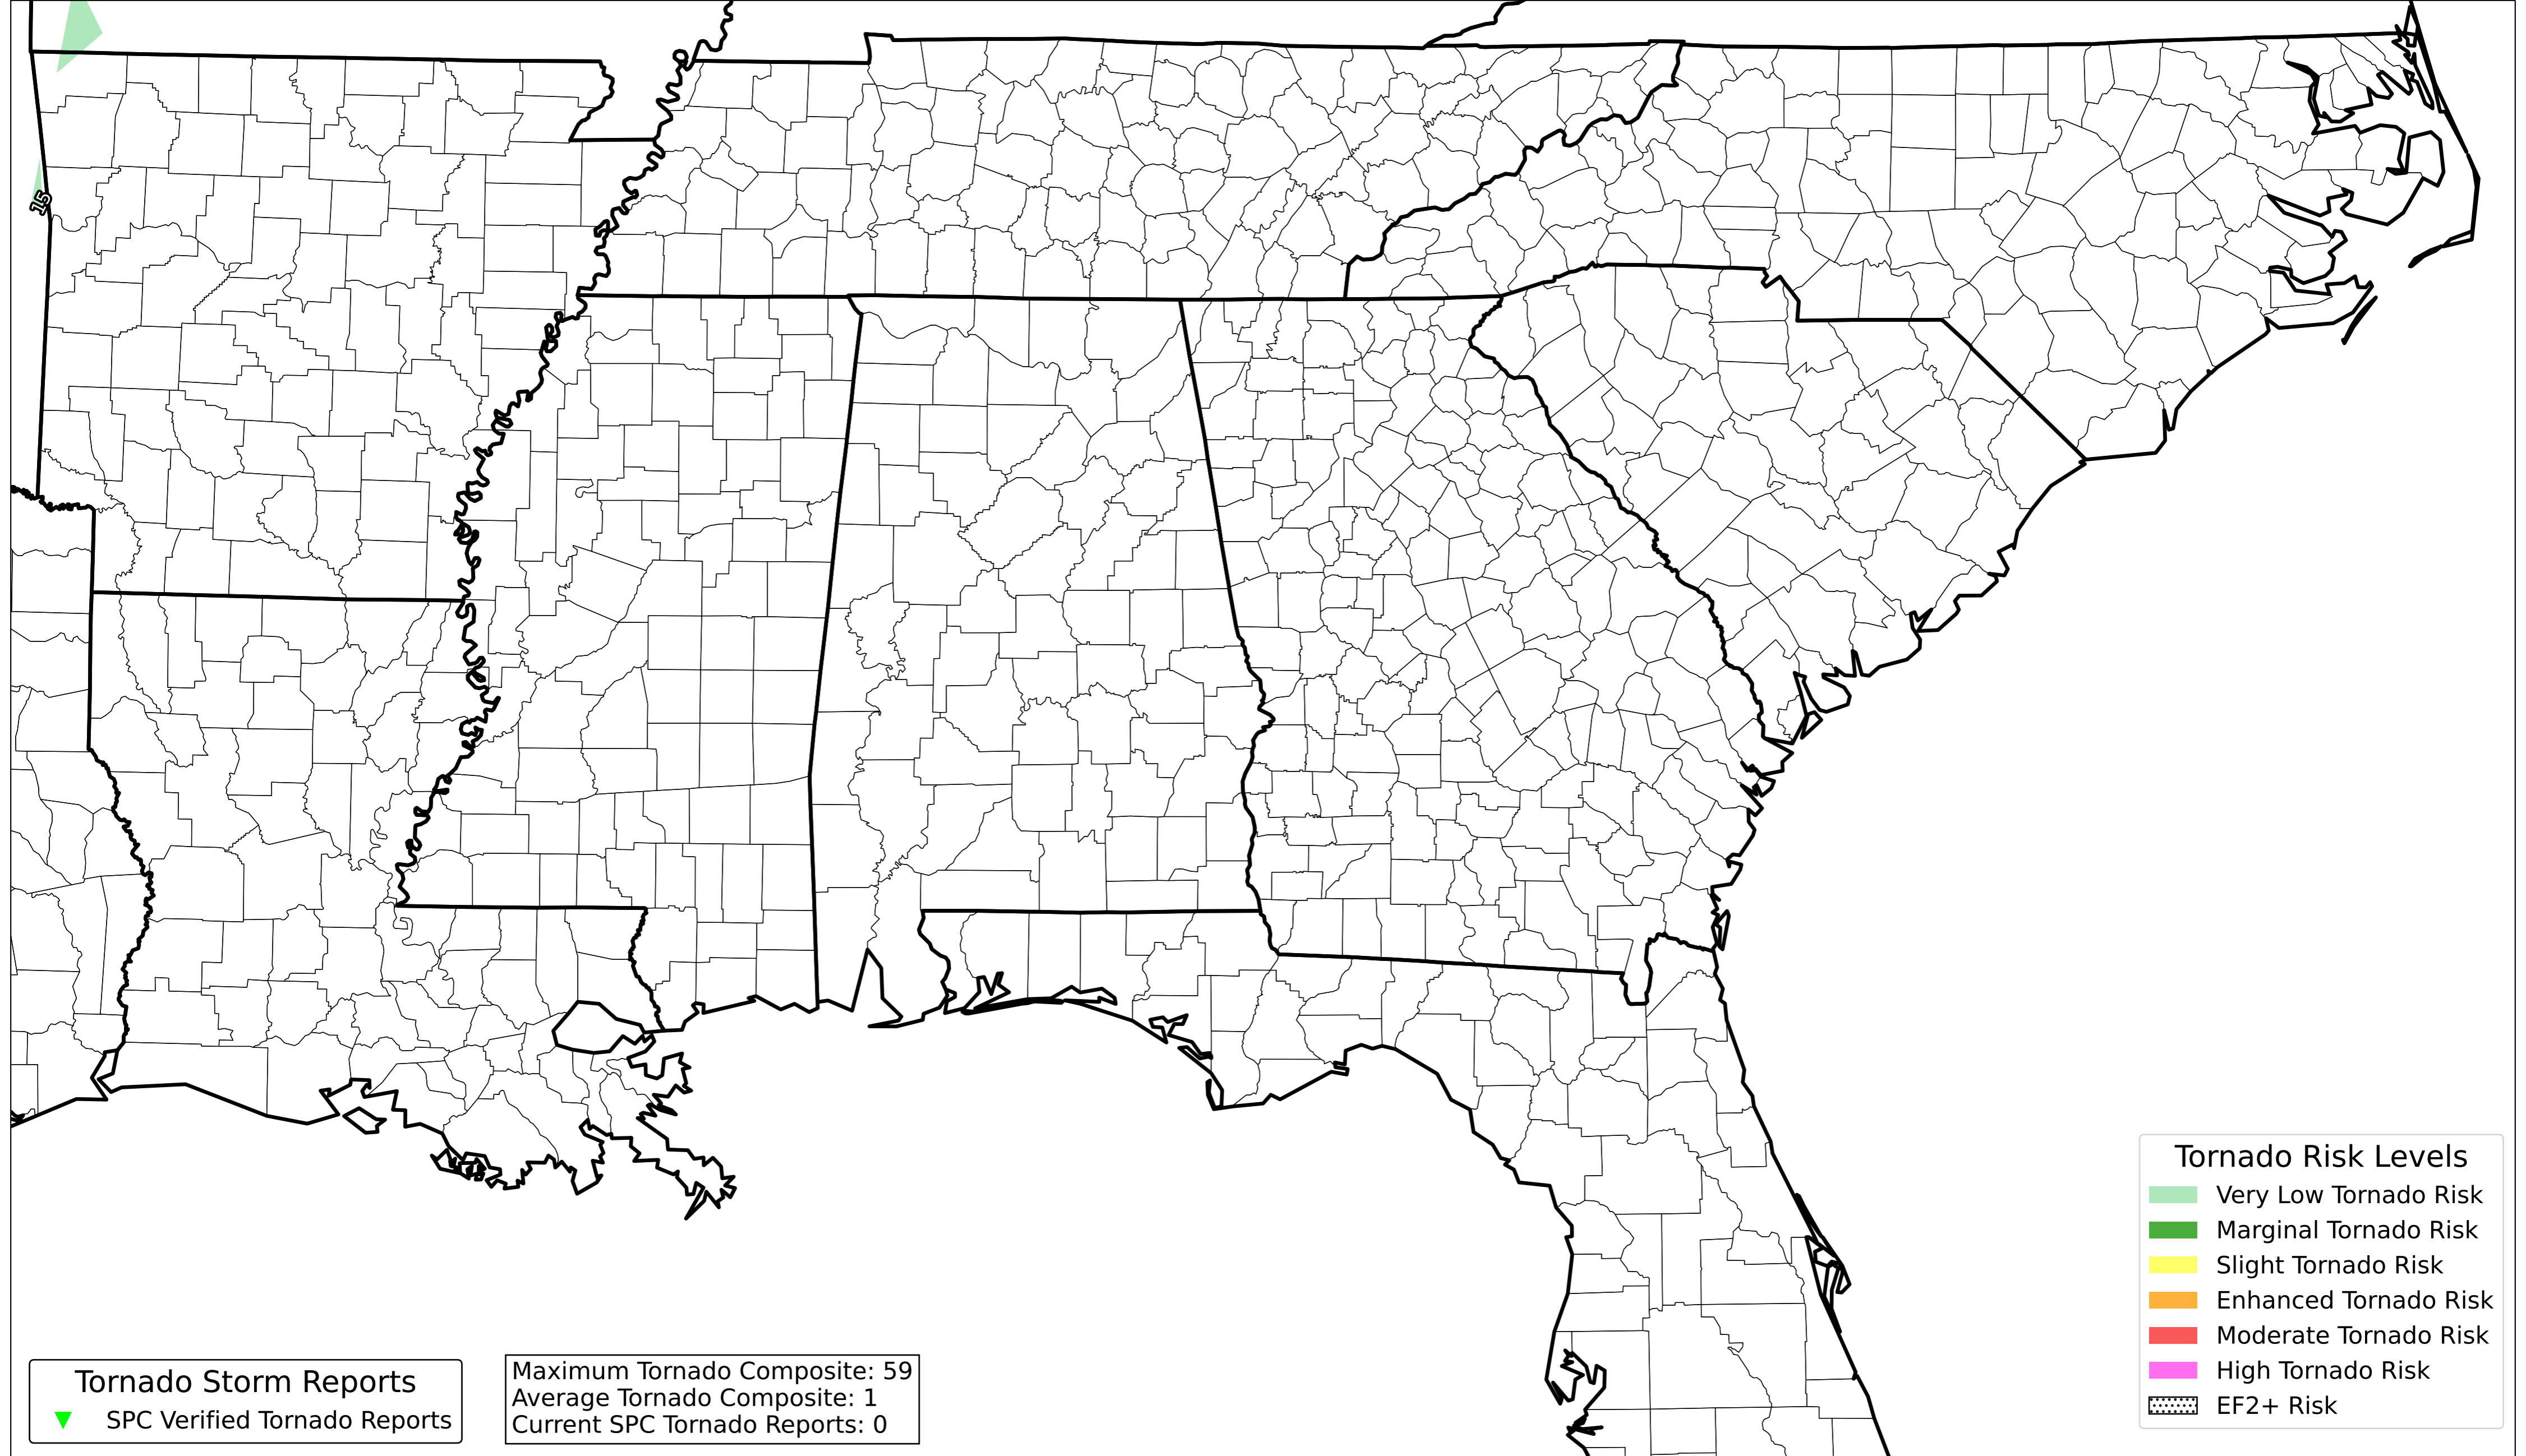 15
Tornado Risk Levels
Very Low Tornado Risk
Marginal Tornado Risk
Slight Tornado Risk
Enhanced Tornado Risk
Moderate Tornado Risk
High Tornado Risk
EF2+ Risk
Tornado Storm Reports
SPC Verified Tornado Reports
Maximum Tornado Composite: 59
Average Tornado Composite: 1
Current SPC Tornado Reports: 0